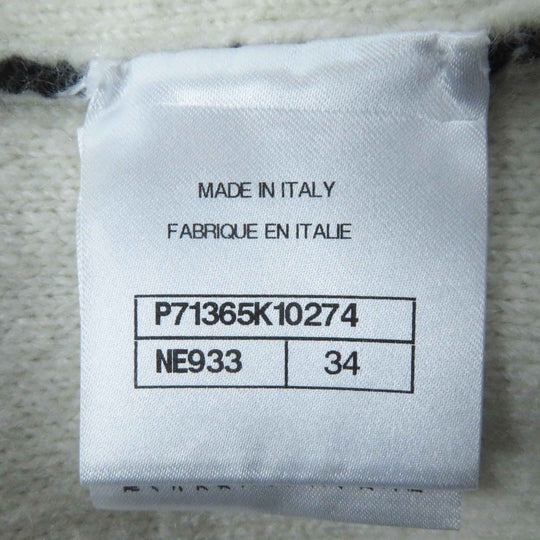 MADE IN ITALY
FABRIQUE EN ITALIE
P71365K10274
NE933 34